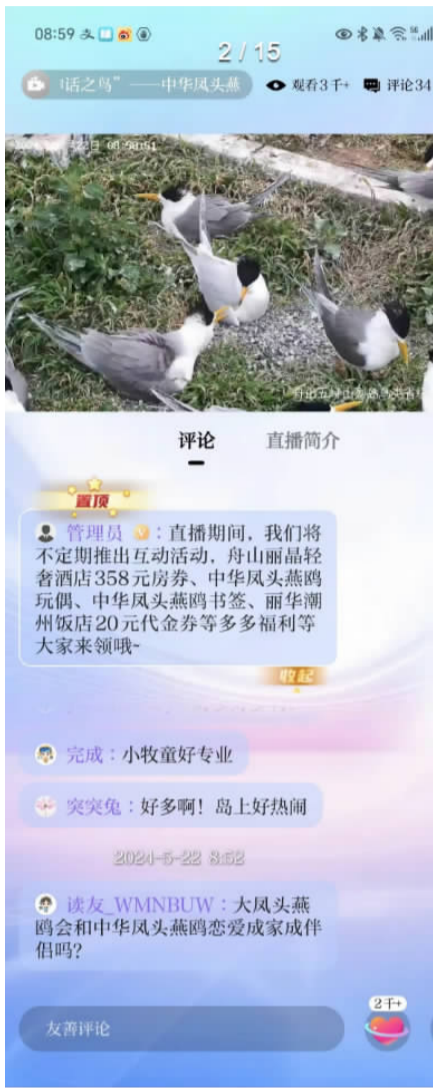 08:59
2 / 15
话之鸟”——中华凤头燕
观看3千+
评论34
22日 08:58:51
评论
直播简介
置顶
管理员：直播期间，我们将
不定期推出互动活动，舟山丽晶轻
奢酒店358元房券、中华凤头燕鸥
玩偶、中华凤头燕鸥书签、丽华潮
州饭店20元代金券等多多福利等
大家来领哦~
收起
完成：小牧童好专业
突突兔：好多啊！岛上好热闹
2024-5-22 8:52
读友_WMNBUW：大凤头燕
鸥会和中华凤头燕鸥恋爱成家成伴
侣吗？
2千+
友善评论